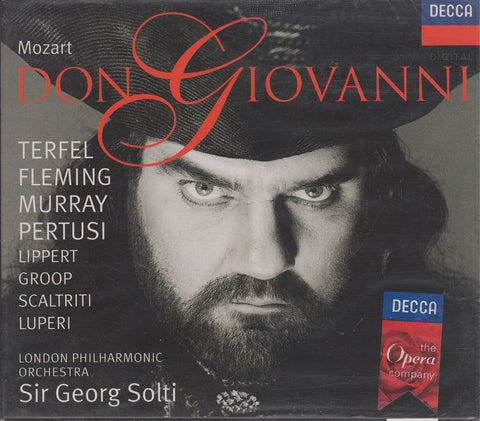 DECCA
DIGITAL
Mozart
DON GIOVANNI
TERFEL
FLEMING
MURRAY
PERTUSI
LIPPERT
GROOP
SCALTRITI
LUPERI
LONDON PHILHARMONIC
ORCHESTRA
Sir Georg Solti
DECCA
the
Opera
company